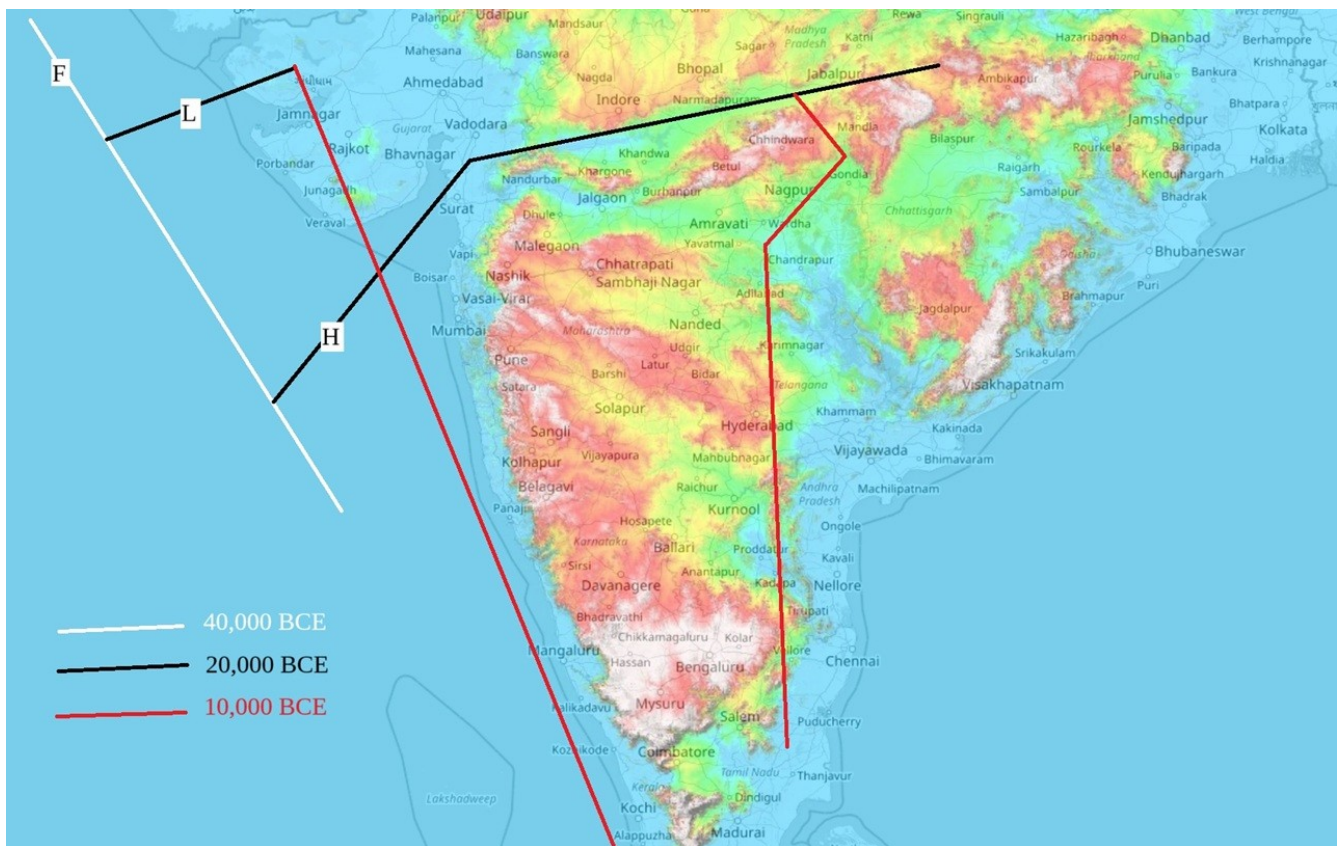 Palanpur
Udaipur
Mandsaur
Guna
Rewa
Singrauli
West Bengal
F
Mahesana
Banswara
Sagar
Madhya
Pradesh
Katni
Hazaribagh
Jharkhand
Dhanbad
Berhampore
Ahmedabad
Nagda
Bhopal
Jabalpur
Ambikapur
Purulia
Bankura
Krishnanagar
L
Jamnagar
Gujarat
Vadodara
Indore
Narmadapuram
Mandla
Bilaspur
Jamshedpur
Bhatpara
Kolkata
Porbandar
Rajkot
Bhavnagar
Khandwa
Chhindwara
Rourkela
Baripada
Haldia
Junagadh
Nandurbar
Khargone
Betul
Gondia
Raigarh
Kendujhargarh
Veraval
Surat
Jalgaon
Burhanpur
Nagpur
Sambalpur
Bhadrak
Dhule
Amravati
Wardha
Chhattisgarh
Vapi
Malegaon
Yavatmal
Chandrapur
Bhubaneswar
Boisar
Nashik
Chhatrapati
Sambhaji Nagar
Odisha
Puri
Vasai-Virar
Adilabad
Jagdalpur
Brahmapur
H
Mumbai
Maharashtra
Nanded
Karimnagar
Srikakulam
Pune
Udgir
Latur
Bidar
Satara
Barshi
Telangana
Visakhapatnam
Solapur
Hyderabad
Khammam
Kakinada
Sangli
Kolhapur
Vijayapura
Mahbubnagar
Vijayawada
Bhimavaram
Belagavi
Raichur
Andhra
Pradesh
Machilipatnam
Panaji
Kurnool
Hosapete
Ongole
Karnataka
Ballari
Proddatur
Kavali
Sirsi
Davanagere
Anantapur
Kadapa
Nellore
Bhadravathi
Tirupati
40,000 BCE
Chikkamagaluru
Kolar
Mangaluru
Hassan
Bengaluru
Vellore
Chennai
20,000 BCE
Mysuru
10,000 BCE
Salem
Puducherry
Kozhikode
Coimbatore
Tamil Nadu
Thanjavur
Lakshadweep
Kerala
Dindigul
Kochi
Alappuzha
Madurai